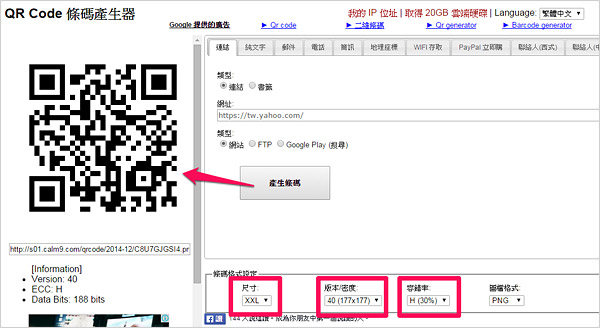 QR Code 條碼產生器
我的 IP 位址 | 取得 20GB 雲端硬碟 | Language: 繁體中文
Google 提供的廣告 ► Qr code ► 二維條碼 ► Qr generator ► Barcode generator
連結 純文字 郵件 電話 簡訊 地理座標 WIFI 存取 PayPal 立即購 聯絡人(西式) 聯絡人(中
類型:
連結 書籤
網址:
https://tw.yahoo.com/
類型:
網站 FTP Google Play (搜尋)
產生條碼
http://s01.calm9.com/qrcode/2014-12/C8U7GJGSI4.pr
[Information]
Version: 40
ECC: H
Data Bits: 188 bits
條碼格式設定
尺寸: 版本/密度: 容錯率: 圖檔格式:
XXL 40 (177x177) H (30%) PNG
讚